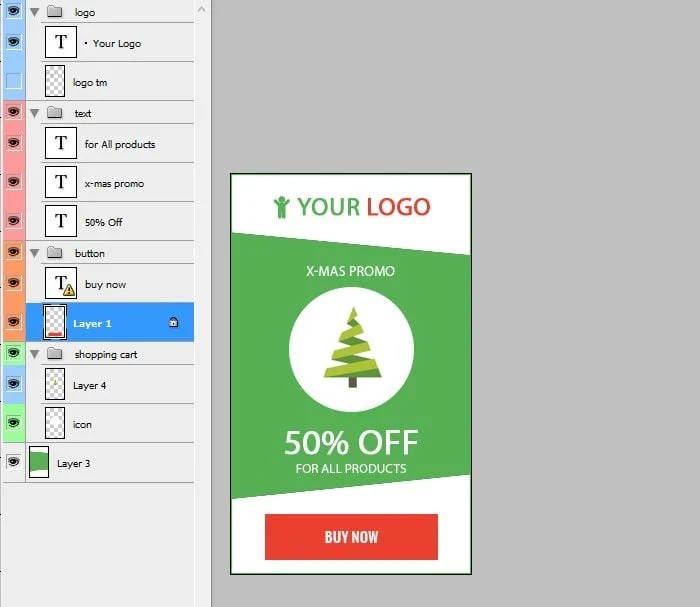 logo
T
· Your Logo
logo tm
text
T
for All products
T
x-mas promo
T
50% Off
button
T
buy now
Layer 1
shopping cart
Layer 4
icon
Layer 3
YOUR LOGO
X-MAS PROMO
50% OFF
FOR ALL PRODUCTS
BUY NOW